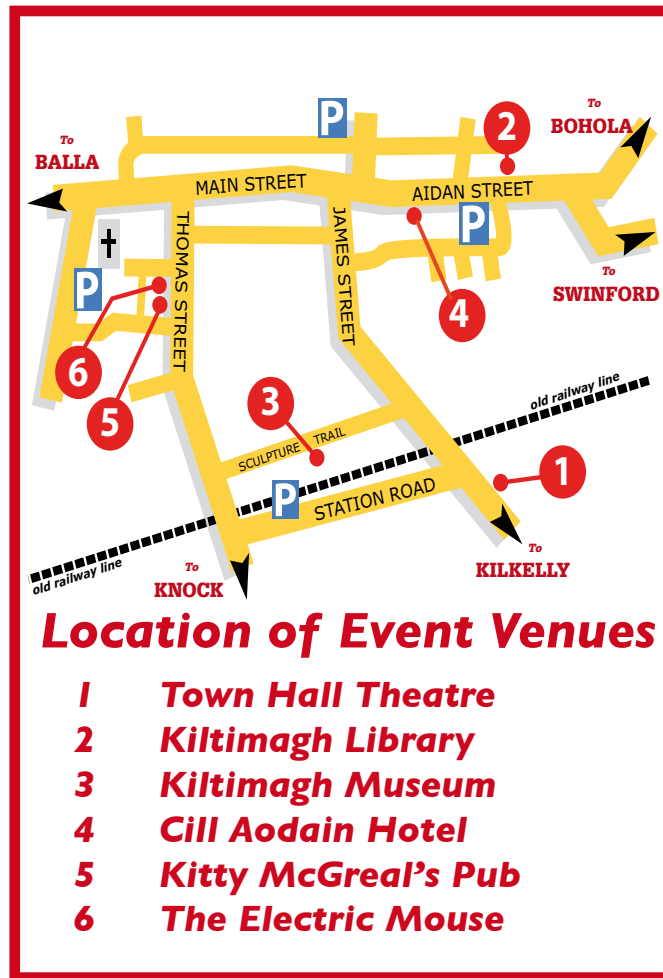 P
2
To
BOHOLA
To
BALLA
MAIN STREET
AIDAN STREET
P
THOMAS STREET
JAMES STREET
To
SWINFORD
P
4
6
5
3
old railway line
SCULPTURE TRAIL
1
P
STATION ROAD
old railway line
To
KNOCK
To
KILKELLY
Location of Event Venues
1 Town Hall Theatre
2 Kiltimagh Library
3 Kiltimagh Museum
4 Cill Aodain Hotel
5 Kitty McGreal's Pub
6 The Electric Mouse